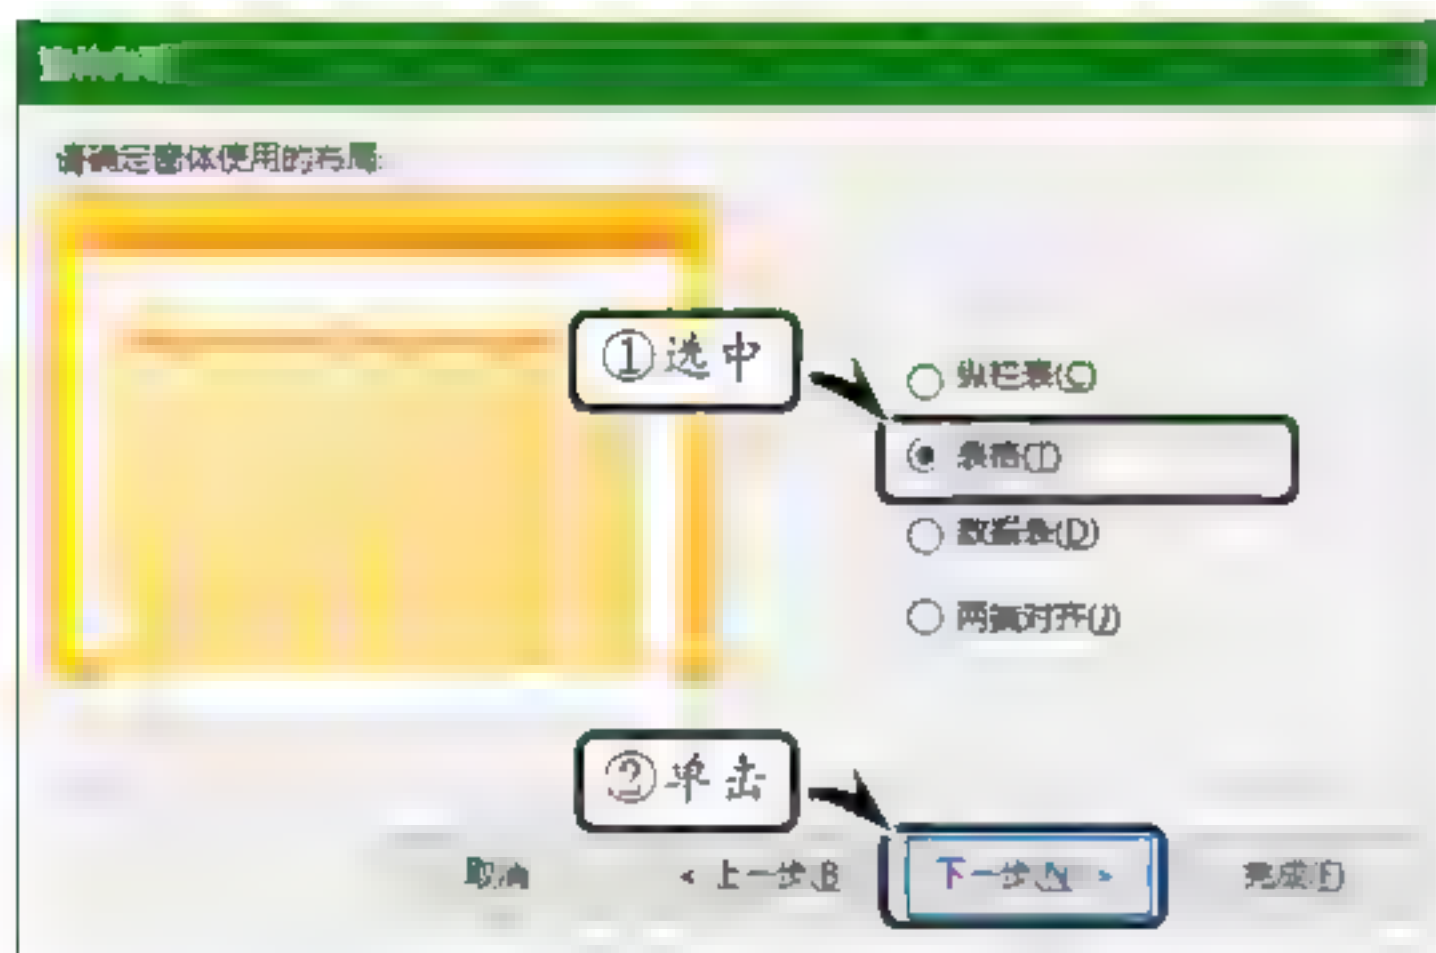 请确定窗体使用的布局:
①选中
纵栏表(C)
表格(T)
数据表(D)
两端对齐(J)
②单击
取消
< 上一步(B)
下一步(N) >
完成(F)